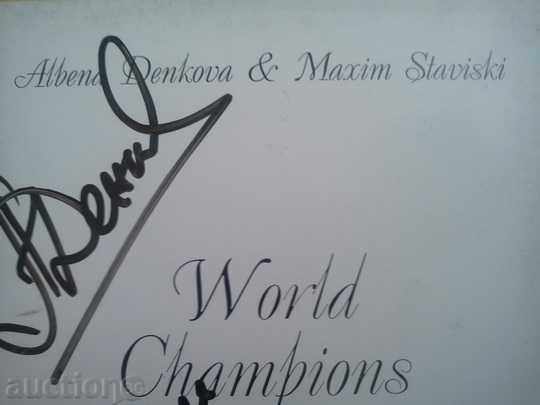 Albena Denkova & Maxim Staviski
World
Champions